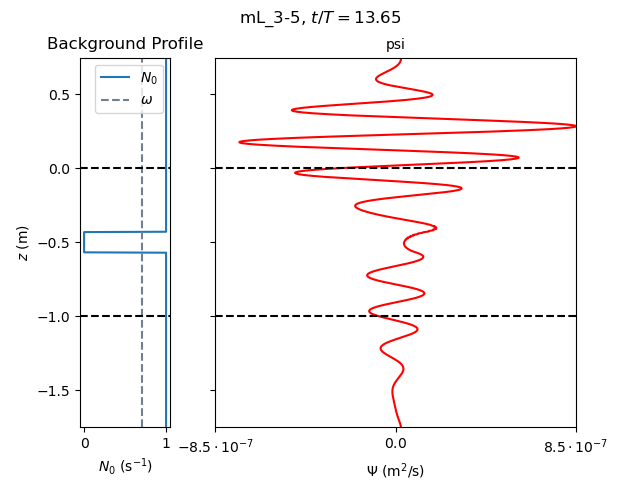 mL_3-5, t/T = 13.65
Background Profile
psi
N₀
ω
0.5
0.0
−0.5
−1.0
−1.5
z (m)
0
1
N₀ (s⁻¹)
−8.5 · 10⁻⁷
0.0
8.5 · 10⁻⁷
Ψ (m²/s)